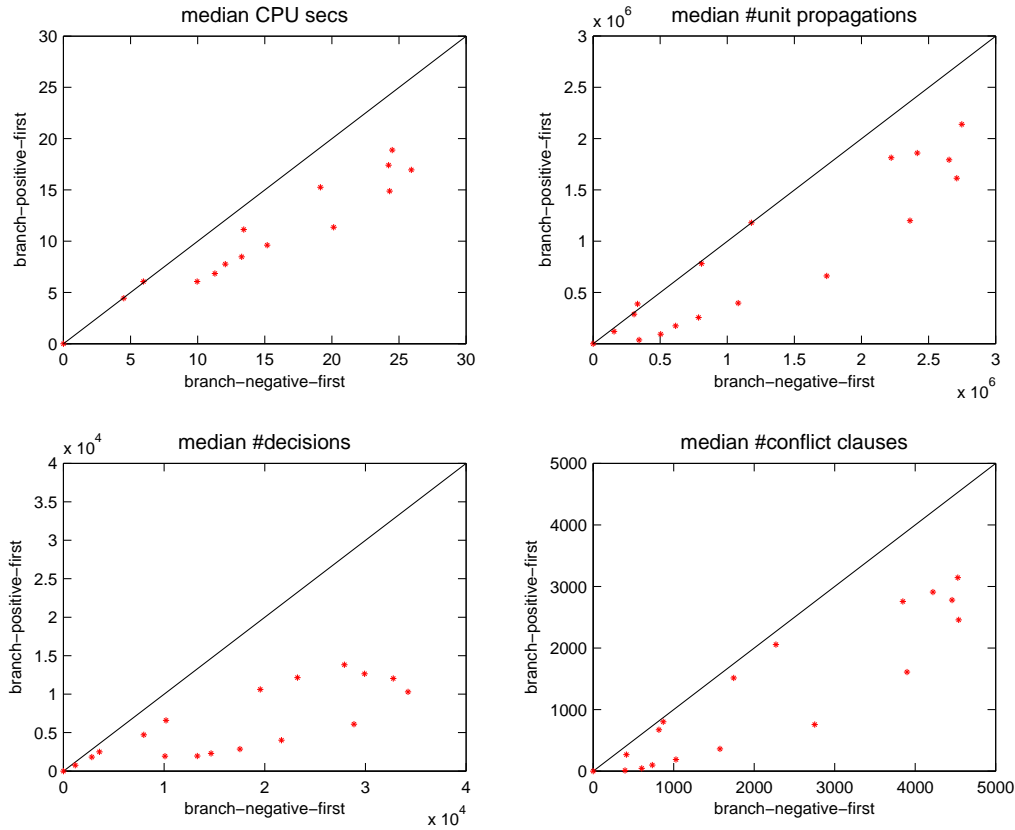 median CPU secs
30
25
20
15
10
5
0
branch−positive−first
0 5 10 15 20 25 30
branch−negative−first
x 10^6
median #unit propagations
3
2.5
2
1.5
1
0.5
0
branch−positive−first
0 0.5 1 1.5 2 2.5 3
branch−negative−first
x 10^6
x 10^4
median #decisions
4
3.5
3
2.5
2
1.5
1
0.5
0
branch−positive−first
0 1 2 3 4
branch−negative−first
x 10^4
median #conflict clauses
5000
4000
3000
2000
1000
0
branch−positive−first
0 1000 2000 3000 4000 5000
branch−negative−first